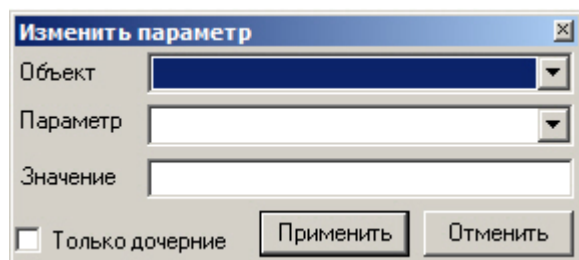 Изменить параметр
Объект
Параметр
Значение
Только дочерние Применить Отменить